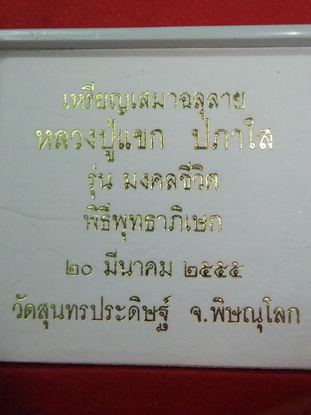 เหรียญเสมาฉลุลาย
หลวงปู่แขก ปภาโส
รุ่น มงคลชีวิต
พิธีพุทธาภิเษก
๒๐ มีนาคม ๒๕๕๕
วัดสุนทรประดิษฐ์ จ.พิษณุโลก